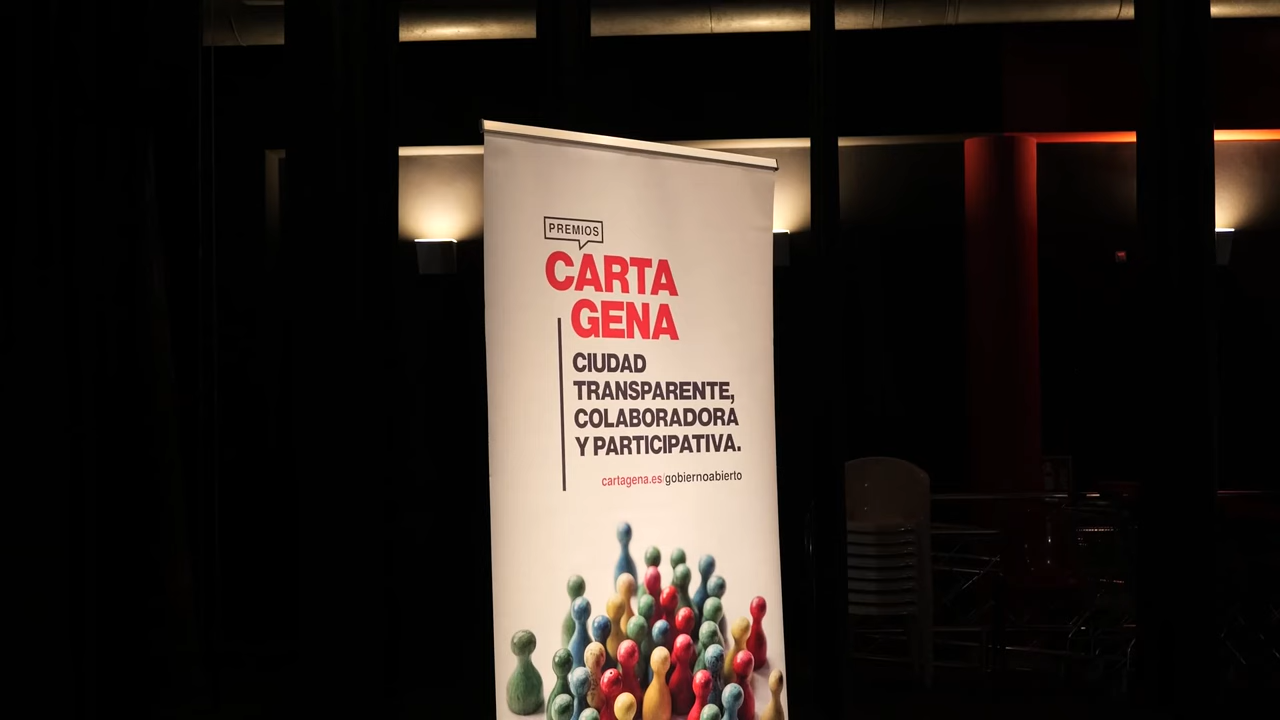 PREMIOS
CARTA
GENA
CIUDAD
TRANSPARENTE,
COLABORADORA
Y PARTICIPATIVA.
cartagena.es/gobiernoabierto